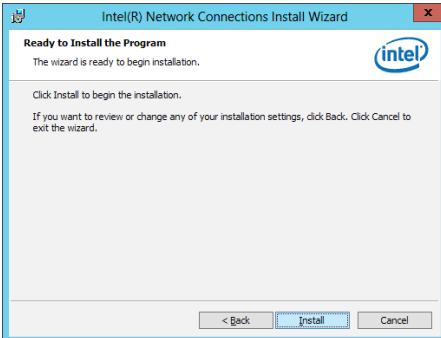 Intel(R) Network Connections Install Wizard
x
Ready to Install the Program
The wizard is ready to begin installation.
intel
Click Install to begin the installation.
If you want to review or change any of your installation settings, click Back. Click Cancel to
exit the wizard.
< Back
Install
Cancel